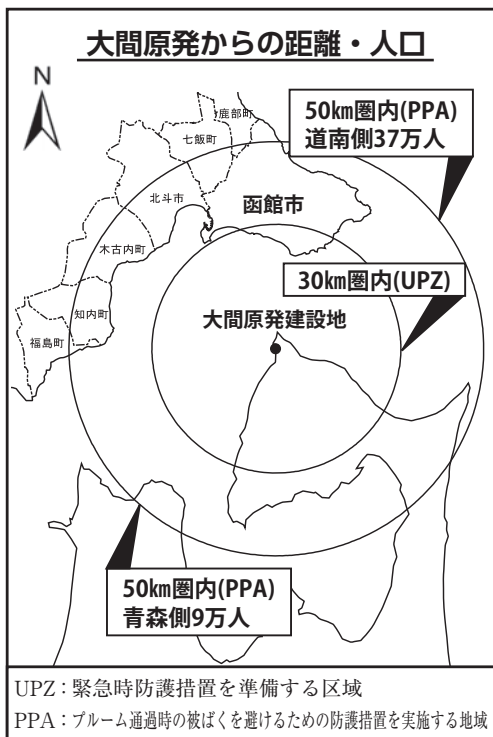 大間原発からの距離・人口
N
鹿部町
七飯町
50㎞圏内(PPA)
道南側37万人
北斗市
函館市
木古内町
30㎞圏内(UPZ)
大間原発建設地
知内町
福島町
50㎞圏内(PPA)
青森側9万人
UPZ：緊急時防護措置を準備する区域
PPA：プルーム通過時の被ばくを避けるための防護措置を実施する地域